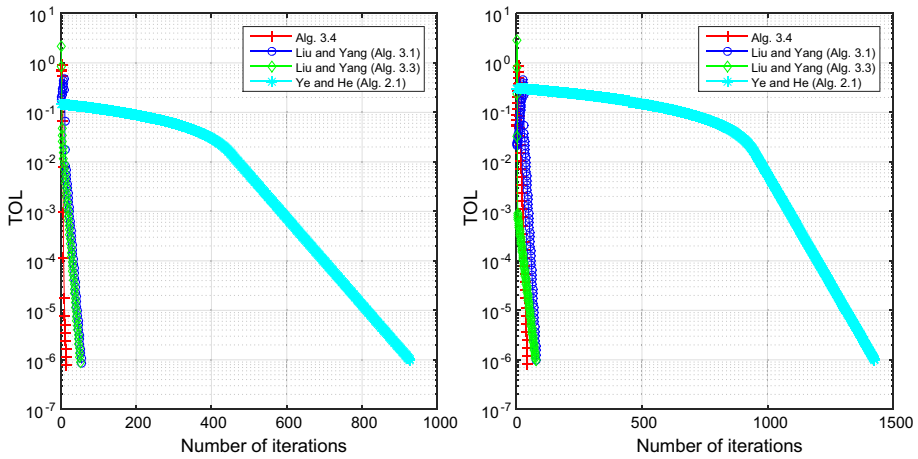 10^1
10^0
10^-1
10^-2
10^-3
10^-4
10^-5
10^-6
10^-7
TOL
0
200
400
600
800
1000
Number of iterations
Alg. 3.4
Liu and Yang (Alg. 3.1)
Liu and Yang (Alg. 3.3)
Ye and He (Alg. 2.1)
10^1
10^0
10^-1
10^-2
10^-3
10^-4
10^-5
10^-6
10^-7
TOL
0
500
1000
1500
Number of iterations
Alg. 3.4
Liu and Yang (Alg. 3.1)
Liu and Yang (Alg. 3.3)
Ye and He (Alg. 2.1)